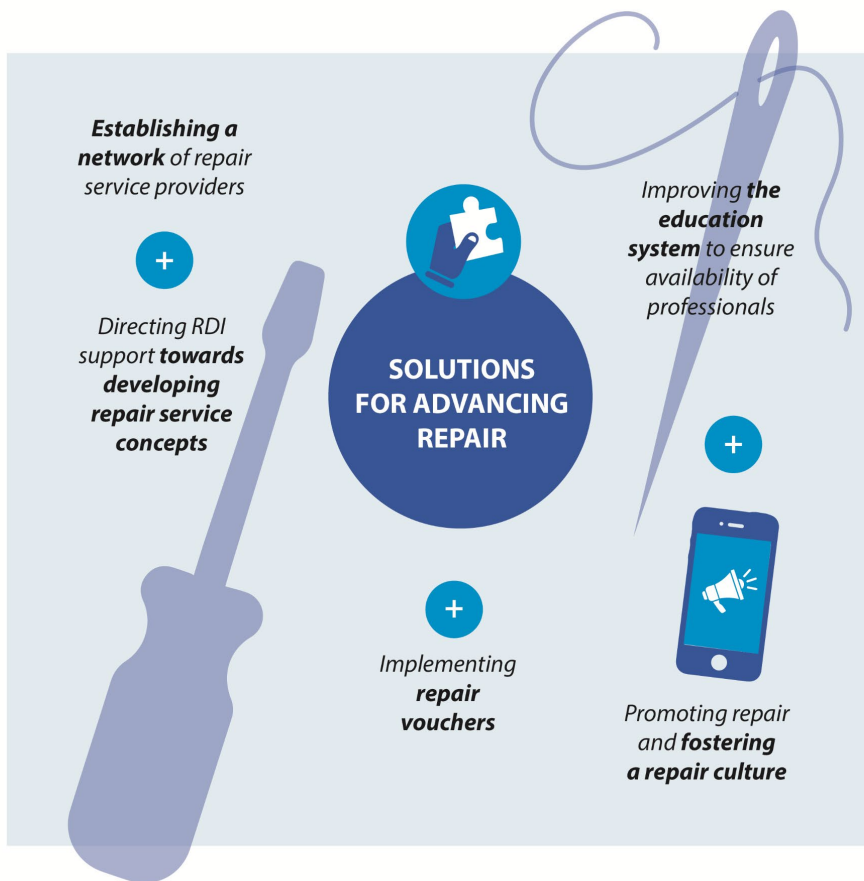 Establishing a
network of repair
service providers
+
Directing RDI
support towards
developing
repair service
concepts
SOLUTIONS
FOR ADVANCING
REPAIR
+
Implementing
repair
vouchers
Improving the
education
system to ensure
availability of
professionals
+
Promoting repair
and fostering
a repair culture